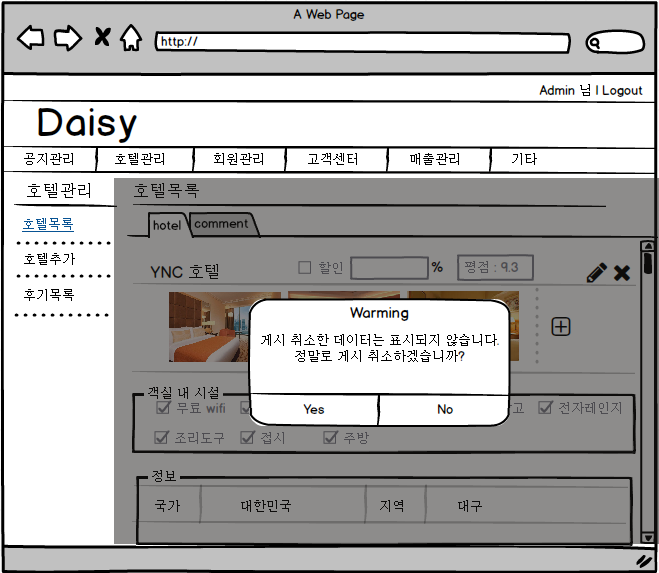 A Web Page
http://
Admin 님 | Logout
Daisy
공지관리 호텔관리 회원관리 고객센터 매출관리 기타
호텔관리 호텔목록
호텔목록
호텔추가
후기목록
hotel comment
YNC 호텔 할인 % 평점 : 9.3
Warming
게시 취소한 데이터는 표시되지 않습니다.
정말로 게시 취소하겠습니까?
Yes No
객실 내 시설
무료 wifi 고 전자레인지
조리도구 접시 주방
정보
국가 대한민국 지역 대구